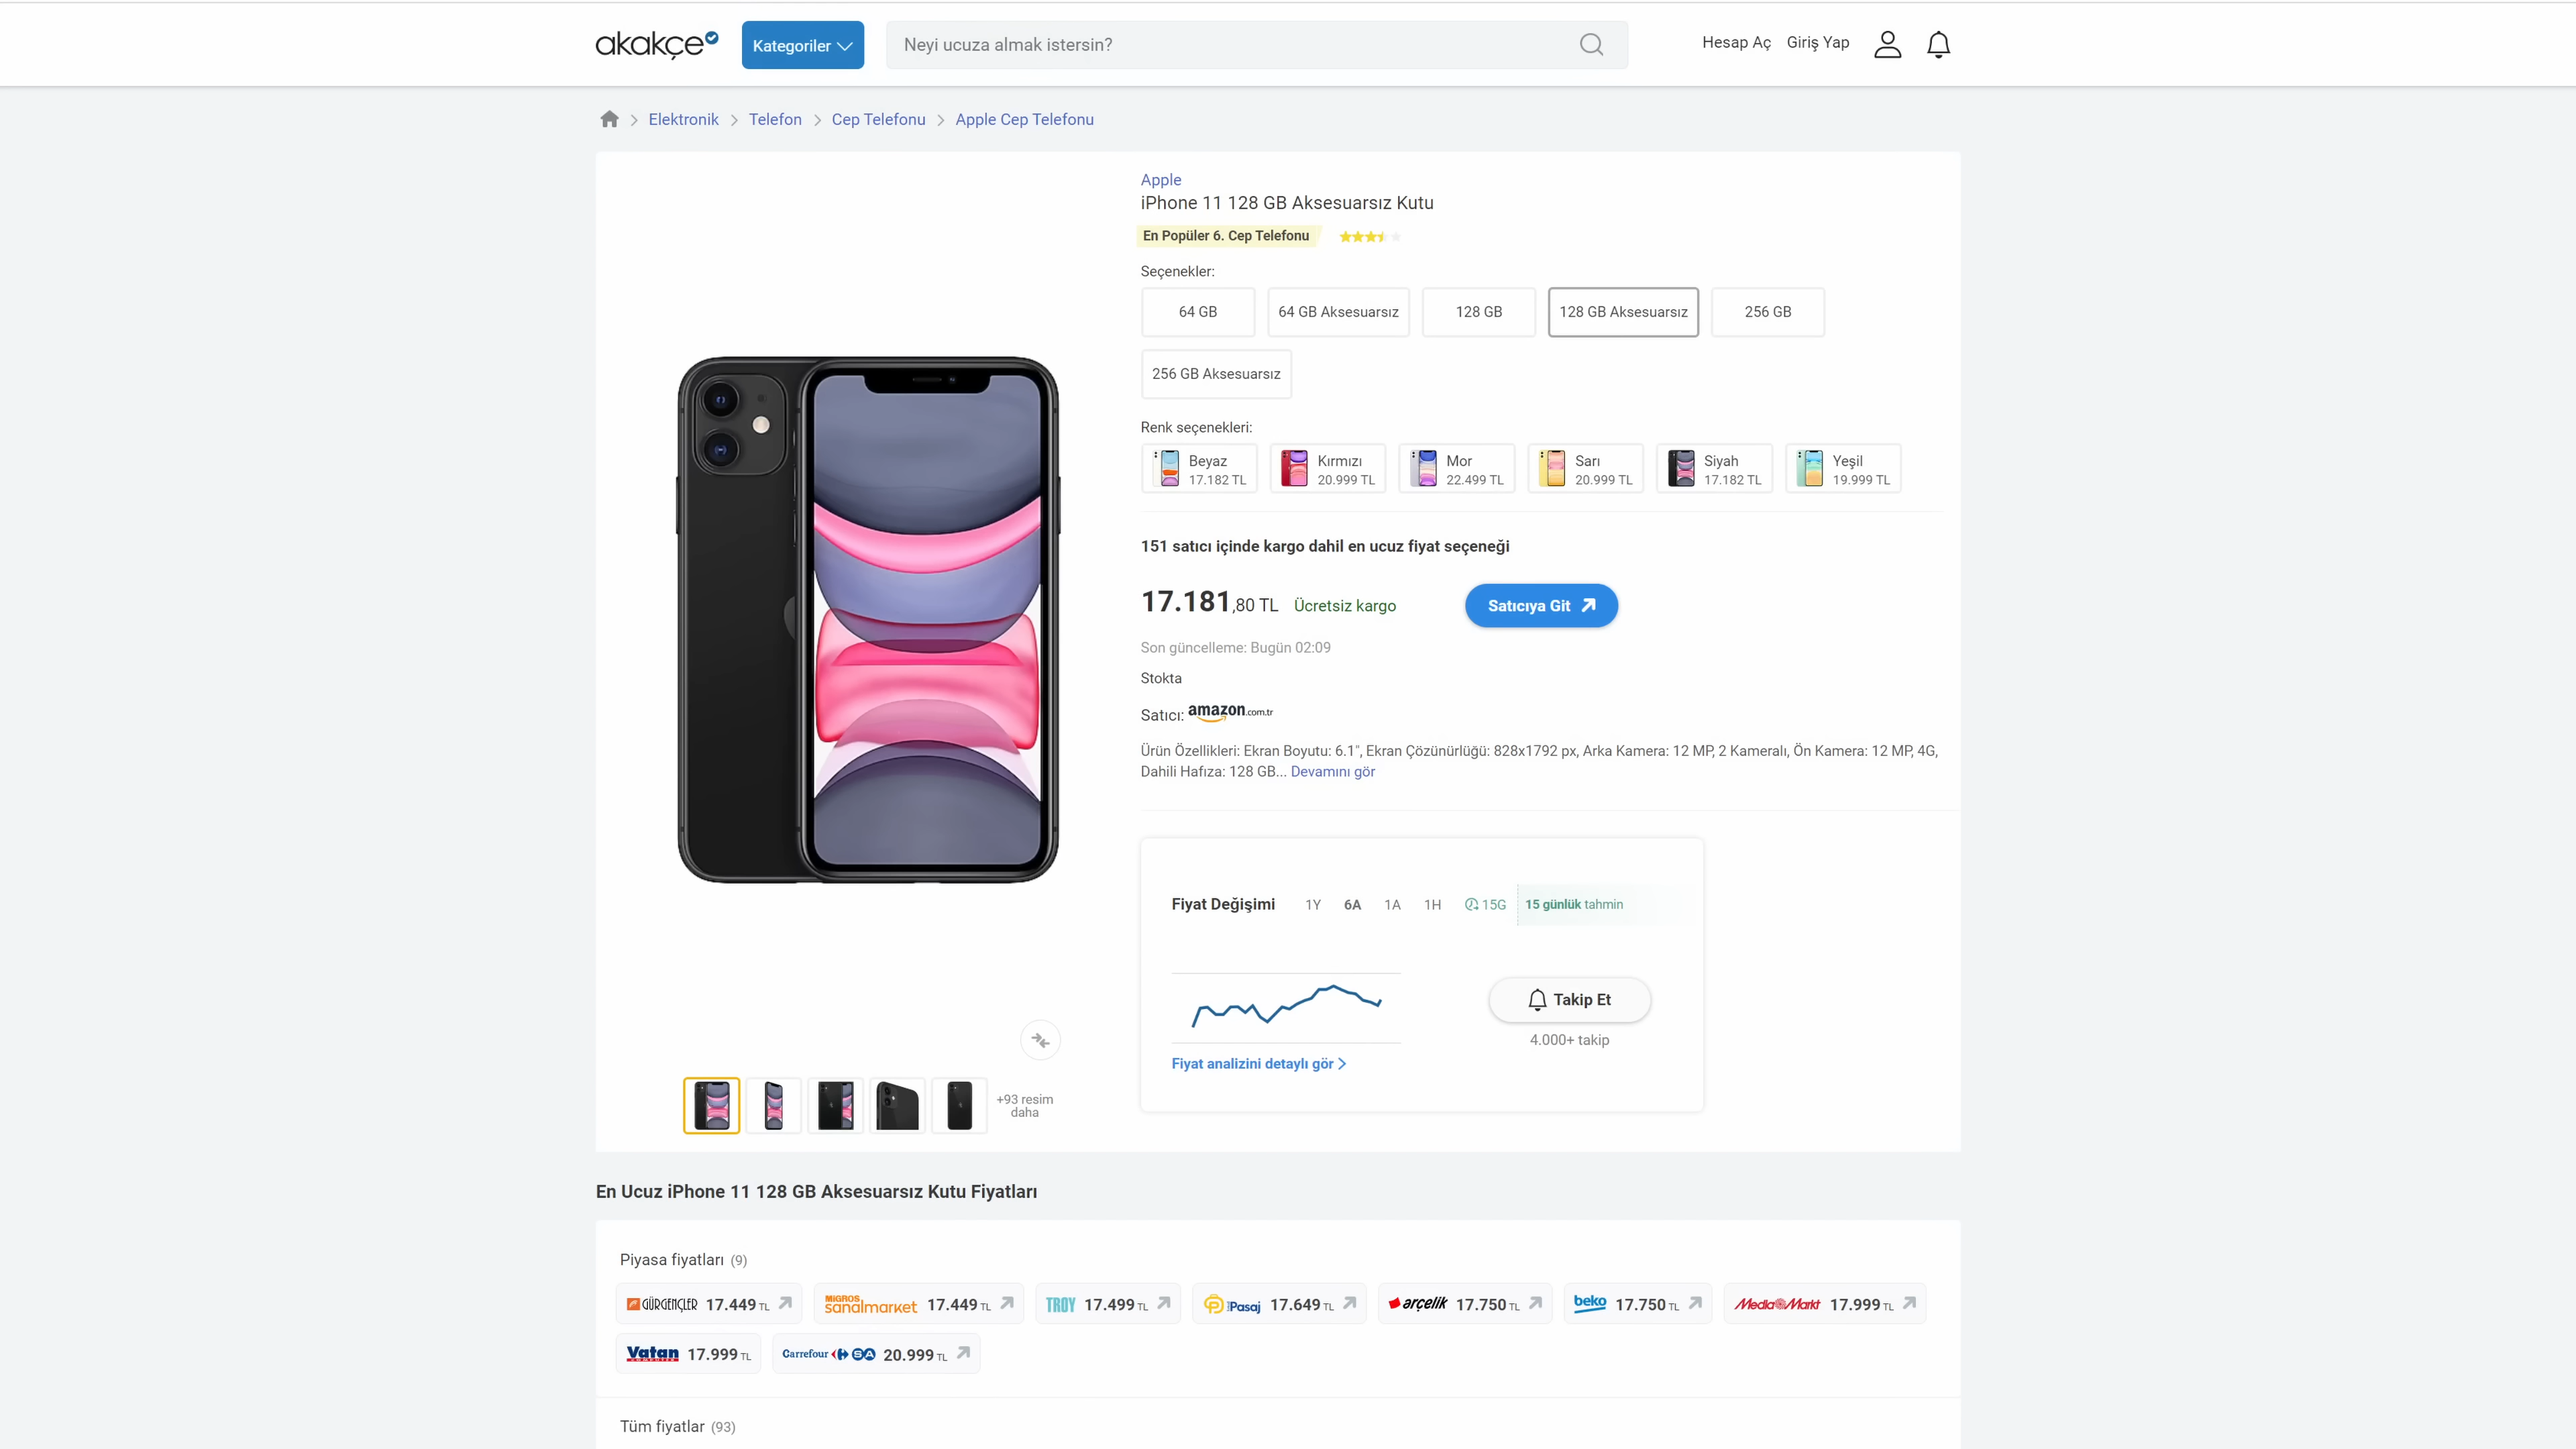 akakçe
Kategoriler
Neyi ucuza almak istersin?
Hesap Aç Giriş Yap
Elektronik > Telefon > Cep Telefonu > Apple Cep Telefonu
Apple
iPhone 11 128 GB Aksesuarsız Kutu
En Popüler 6. Cep Telefonu
Seçenekler:
64 GB 64 GB Aksesuarsız 128 GB 128 GB Aksesuarsız 256 GB
256 GB Aksesuarsız
Renk seçenekleri:
Beyaz Kırmızı Mor Sarı Siyah Yeşil
17.182 TL 20.999 TL 22.499 TL 20.999 TL 17.182 TL 19.999 TL
151 satıcı içinde kargo dahil en ucuz fiyat seçeneği
17.181,80 TL Ücretsiz kargo Satıcıya Git
Son güncelleme: Bugün 02:09
Stokta
Satıcı: amazon.com.tr
Ürün Özellikleri: Ekran Boyutu: 6.1", Ekran Çözünürlüğü: 828x1792 px, Arka Kamera: 12 MP, 2 Kameralı, Ön Kamera: 12 MP, 4G,
Dahili Hafıza: 128 GB... Devamını gör
Fiyat Değişimi 1Y 6A 1A 1H 15G 15 günlük tahmin
Takip Et
4.000+ takip
Fiyat analizini detaylı gör >
+93 resim
daha
En Ucuz iPhone 11 128 GB Aksesuarsız Kutu Fiyatları
Piyasa fiyatları (9)
GÜRGENÇLER 17.449 TL MİGROS sanalmarket 17.449 TL TROY 17.499 TL Pasaj 17.649 TL arçelik 17.750 TL beko 17.750 TL MediaMarkt 17.999 TL
Vatan 17.999 TL Carrefour SA 20.999 TL
Tüm fiyatlar (93)